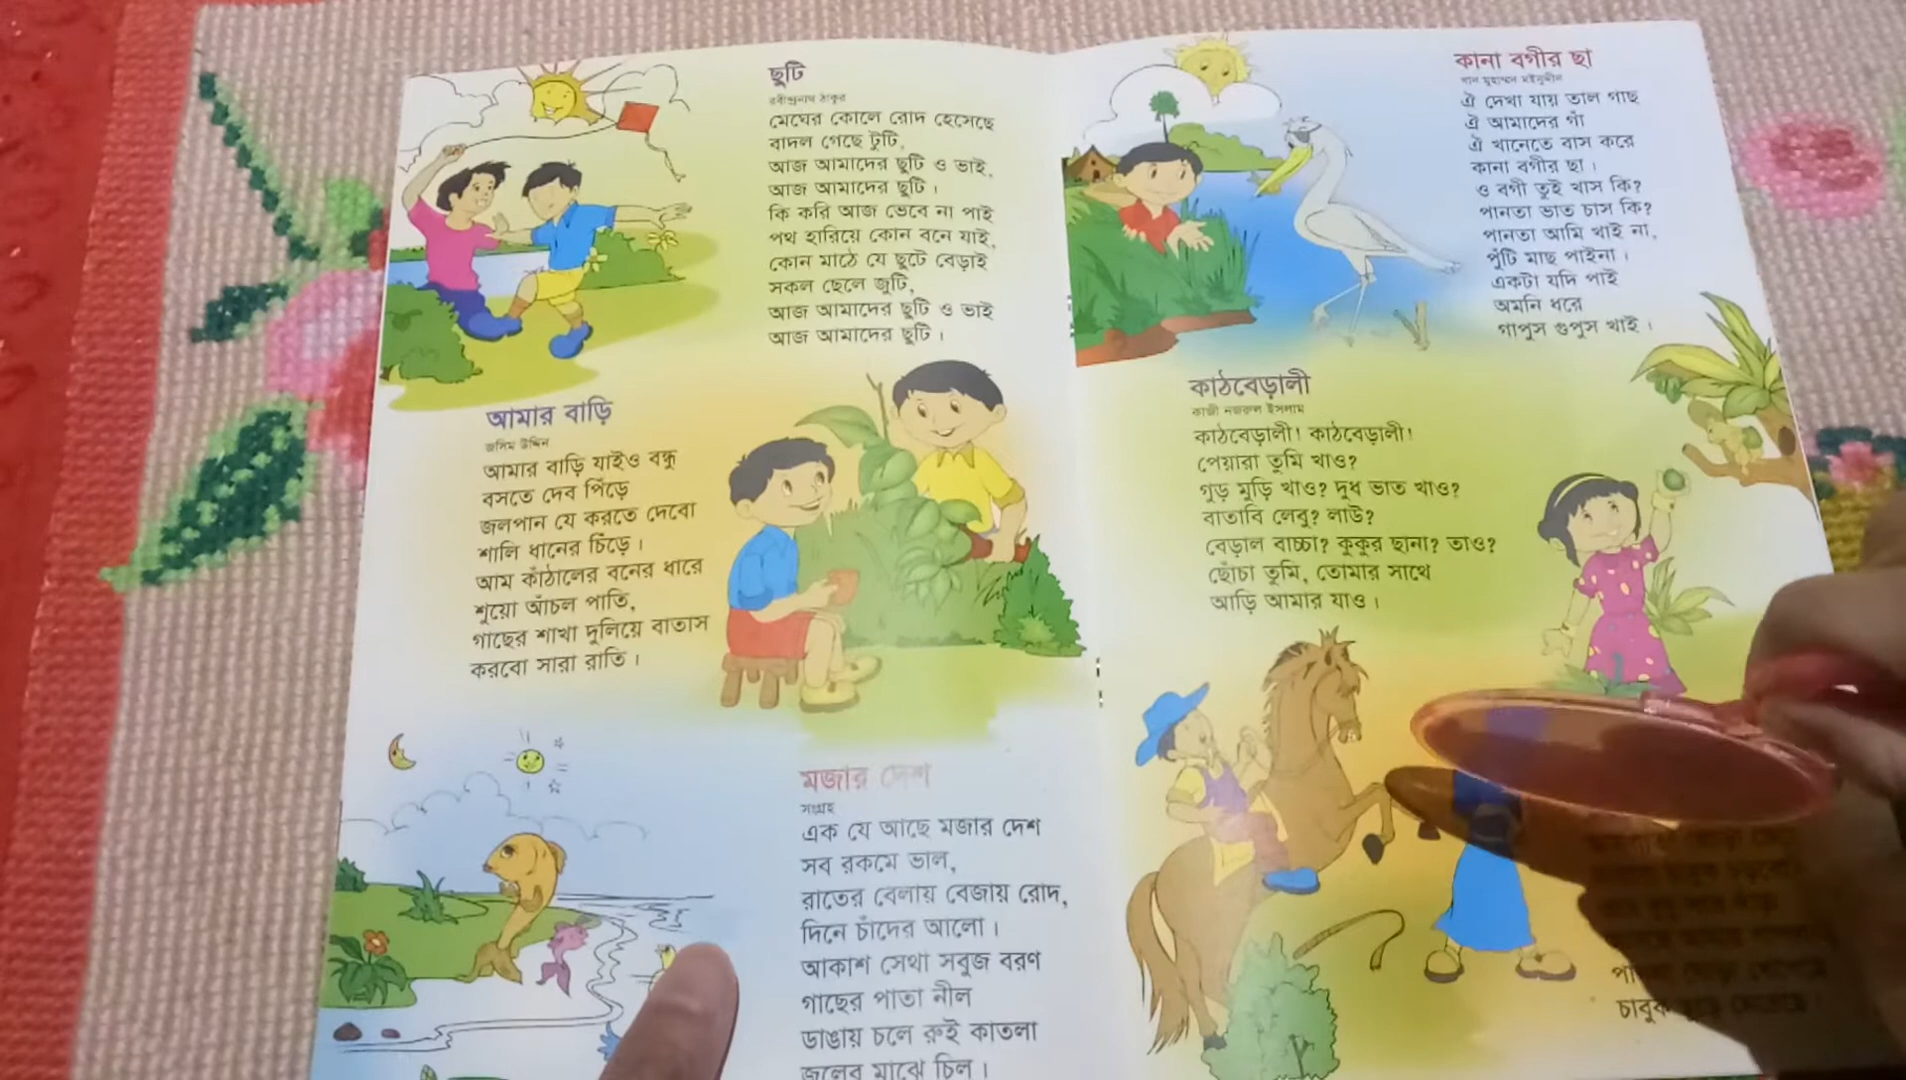 ছুটি
রবীন্দ্রনাথ ঠাকুর
মেঘের কোলে রোদ হেসেছে
বাদল গেছে টুটি,
আজ আমাদের ছুটি ও ভাই,
আজ আমাদের ছুটি।
কি করি আজ ভেবে না পাই
পথ হারিয়ে কোন বনে যাই,
কোন মাঠে যে ছুটে বেড়াই
সকল ছেলে জুটি,
আজ আমাদের ছুটি ও ভাই
আজ আমাদের ছুটি।
আমার বাড়ি
জসিম উদ্দিন
আমার বাড়ি যাইও বন্ধু
বসতে দেব পিঁড়ে
জলপান যে করতে দেবো
শালি ধানের চিঁড়ে।
আম কাঁঠালের বনের ধারে
শুয়ো আঁচল পাতি,
গাছের শাখা দুলিয়ে বাতাস
করবো সারা রাতি।
মজার দেশ
সংগ্রহ
এক যে আছে মজার দেশ
সব রকমে ভাল,
রাতের বেলায় বেজায় রোদ,
দিনে চাঁদের আলো।
আকাশ সেথা সবুজ বরণ
গাছের পাতা নীল
ডাঙায় চলে রুই কাতলা
জলের মাঝে চিল।
কানা বগীর ছা
খান মুহাম্মদ মঈনুদ্দীন
ঐ দেখা যায় তাল গাছ
ঐ আমাদের গাঁ
ঐ খানেতে বাস করে
কানা বগীর ছা।
ও বগী তুই খাস কি?
পানতা ভাত চাস কি?
পানতা আমি খাই না,
পুঁটি মাছ পাইনা।
একটা যদি পাই
অমনি ধরে
গাপুস গুপুস খাই।
কাঠবেড়ালী
কাজী নজরুল ইসলাম
কাঠবেড়ালী! কাঠবেড়ালী!
পেয়ারা তুমি খাও?
গুড় মুড়ি খাও? দুধ ভাত খাও?
বাতাবি লেবু? লাউ?
বেড়াল বাচ্চা? কুকুর ছানা? তাও?
ছোঁচা তুমি, তোমার সাথে
আড়ি আমার যাও।
চাবুক